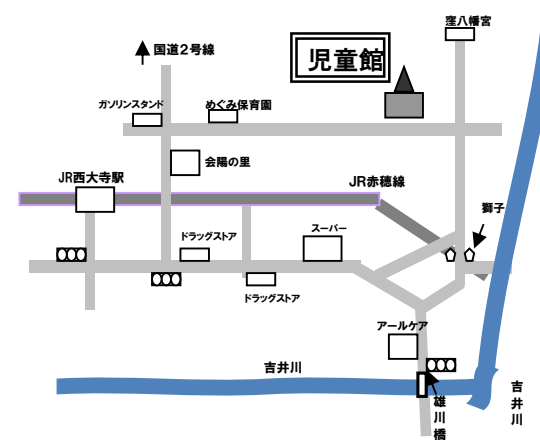 窪八幡宮
国道２号線
児童館
ガソリンスタンド
めぐみ保育園
会陽の里
JR西大寺駅
JR赤穂線
獅子
ドラッグストア
スーパー
ドラッグストア
アールケア
吉井川
吉井川
雄川橋